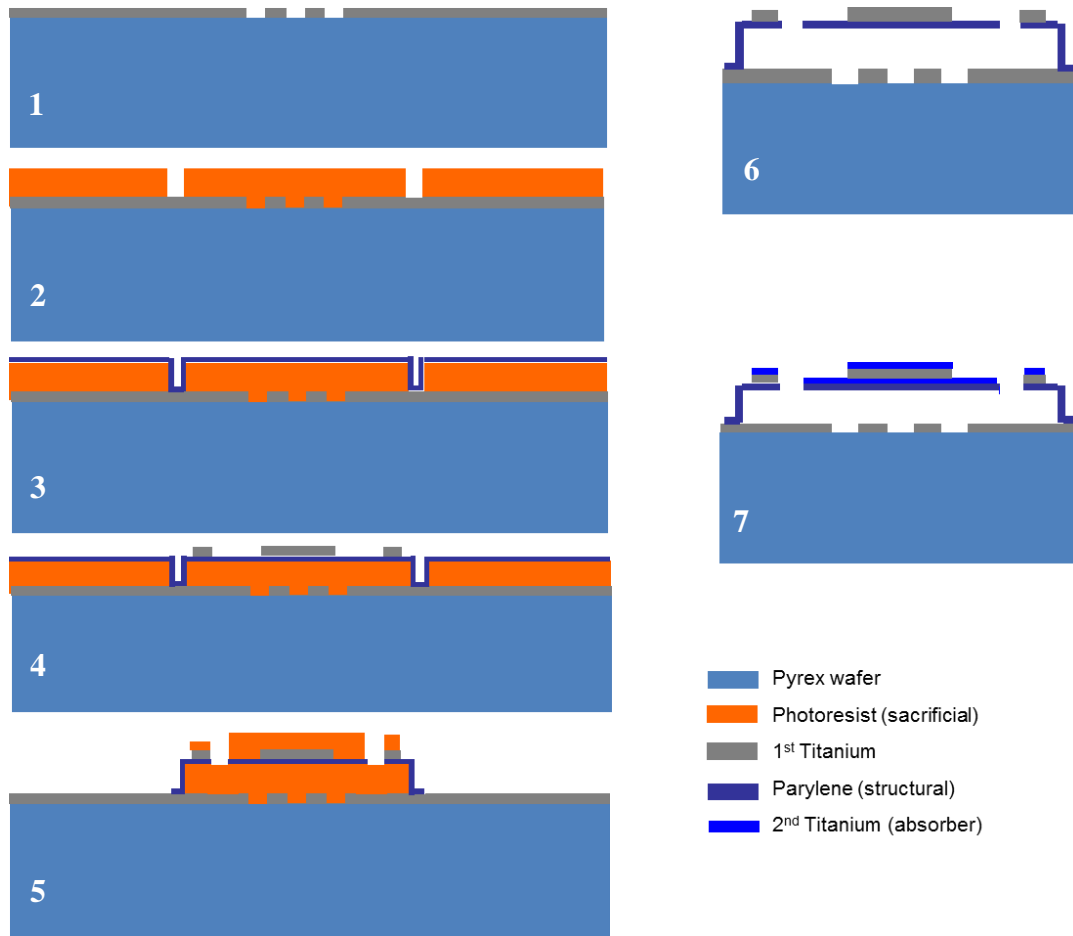 1
2
3
4
5
6
7
Pyrex wafer
Photoresist (sacrificial)
1st Titanium
Parylene (structural)
2nd Titanium (absorber)